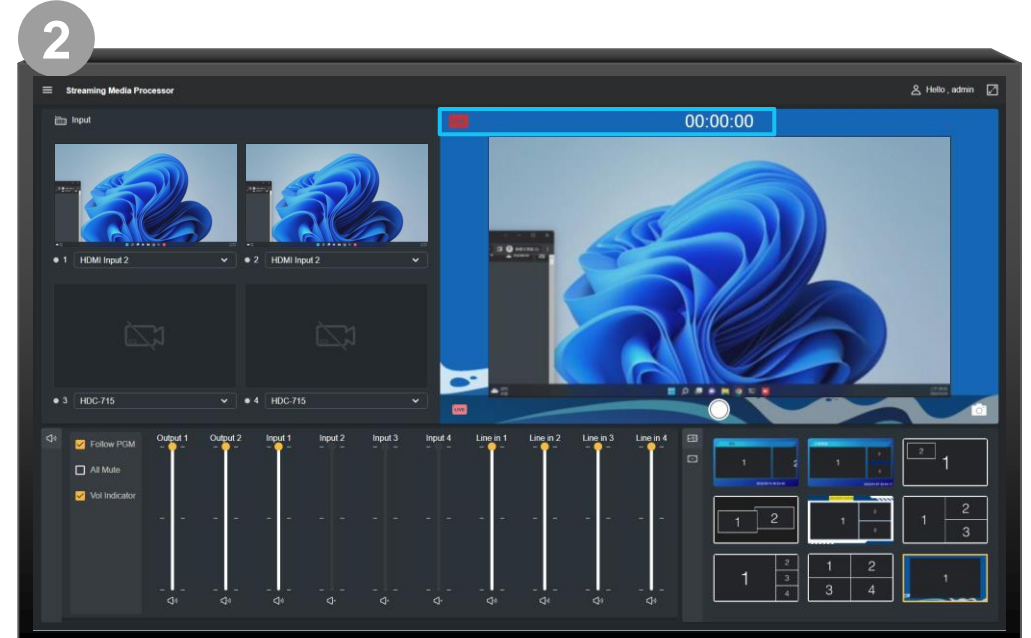 2
Streaming Media Processor
Hello , admin
Input
00:00:00
1 HDMI Input 2
2 HDMI Input 2
3 HDC-715
4 HDC-715
LIVE
Follow PGM
All Mute
Vol Indicator
Output 1 Output 2 Input 1 Input 2 Input 3 Input 4 Line in 1 Line in 2 Line in 3 Line in 4
1 2
1
2 1
1 2
1
1 2 3
1 2 3 4
1 2
3 4
1